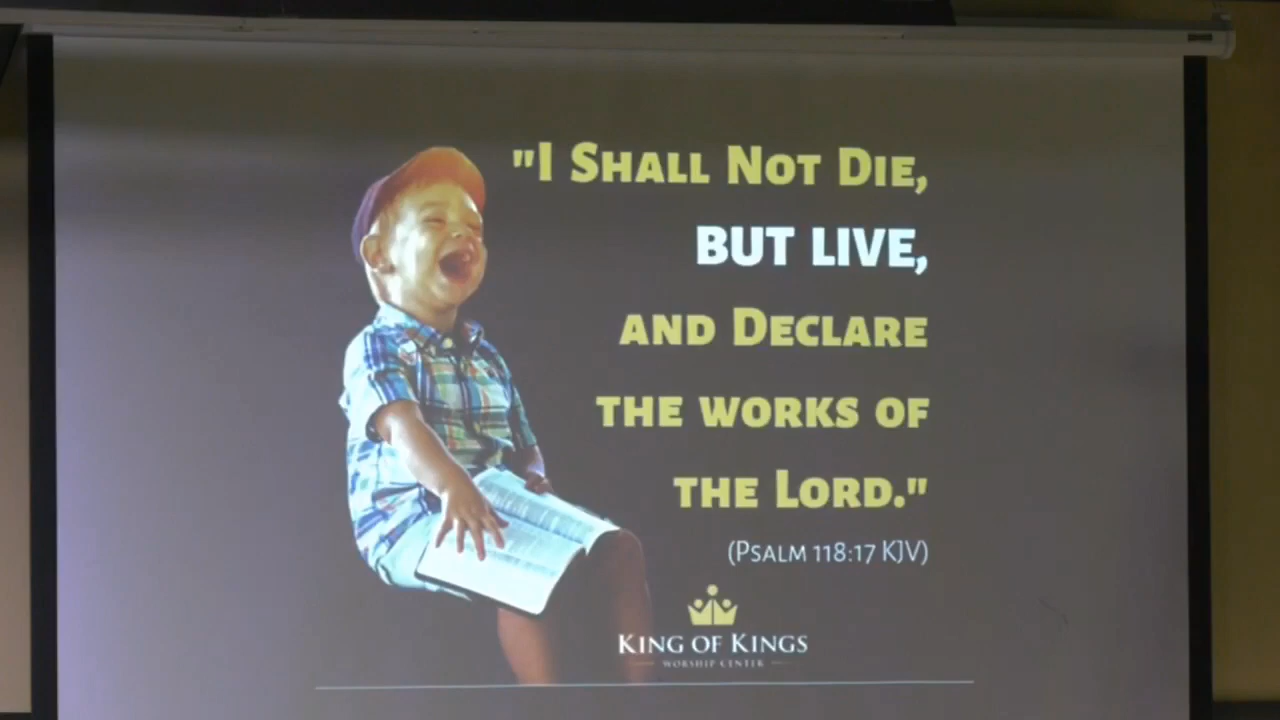 "I Shall Not Die,
BUT LIVE,
AND DECLARE
THE WORKS OF
THE LORD."
(PSALM 118:17 KJV)
KING OF KINGS
WORSHIP CENTER